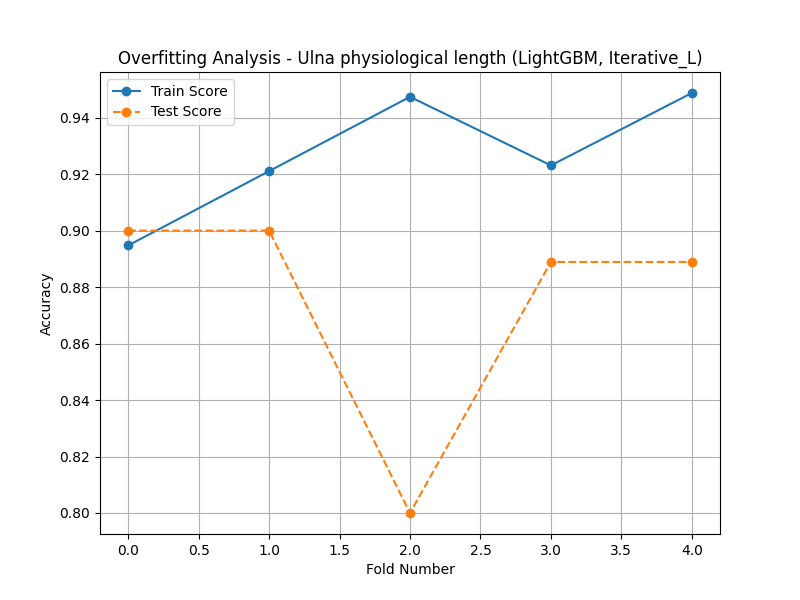 Overfitting Analysis - Ulna physiological length (LightGBM, Iterative_L)
Train Score
Test Score
0.94
0.92
0.90
0.88
0.86
0.84
0.82
0.80
Accuracy
0.0 0.5 1.0 1.5 2.0 2.5 3.0 3.5 4.0
Fold Number